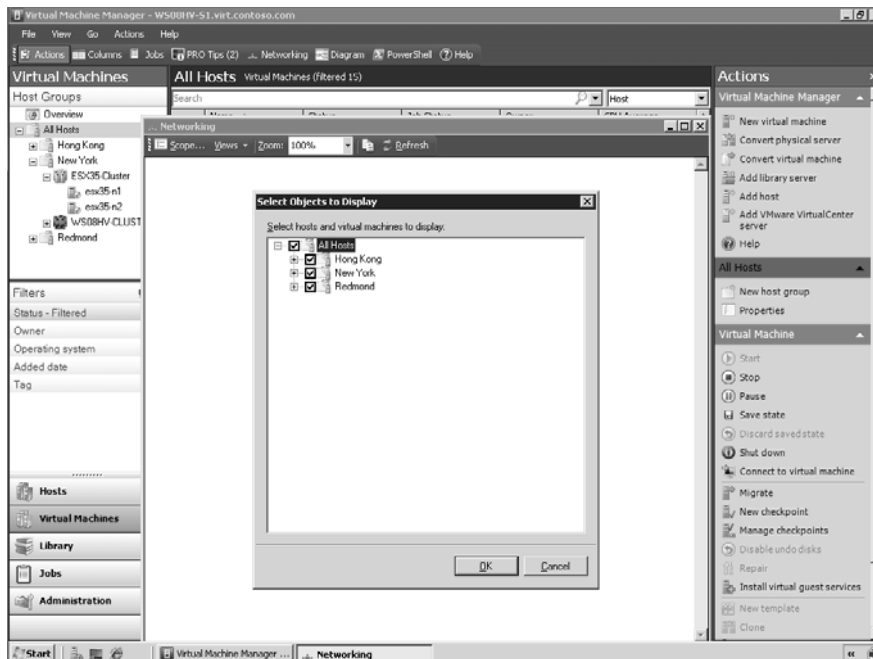 Virtual Machine Manager - WS08HV-S1.virt.contoso.com
File View Go Actions Help
Actions Columns Jobs PRO Tips (2) Networking Diagram PowerShell Help
Virtual Machines
All Hosts Virtual Machines (filtered 15)
Actions
Host Groups
Search
Host
Virtual Machine Manager
Overview
All Hosts
Hong Kong
New York
ESX35-Cluster
esx35-n1
esx35-n2
WS08HV-CLUST
Redmond
... Networking
Scope... Views Zoom: 100% Refresh
Select Objects to Display
Select hosts and virtual machines to display.
All Hosts
Hong Kong
New York
Redmond
OK Cancel
New virtual machine
Convert physical server
Convert virtual machine
Add library server
Add host
Add VMware VirtualCenter
server
Help
All Hosts
New host group
Properties
Virtual Machine
Start
Stop
Pause
Save state
Discard saved state
Shut down
Connect to virtual machine
Migrate
New checkpoint
Manage checkpoints
Disable undo disks
Repair
Install virtual guest services
New template
Clone
Filters
Status - Filtered
Owner
Operating system
Added date
Tag
Hosts
Virtual Machines
Library
Jobs
Administration
Start Virtual Machine Manager ... Networking